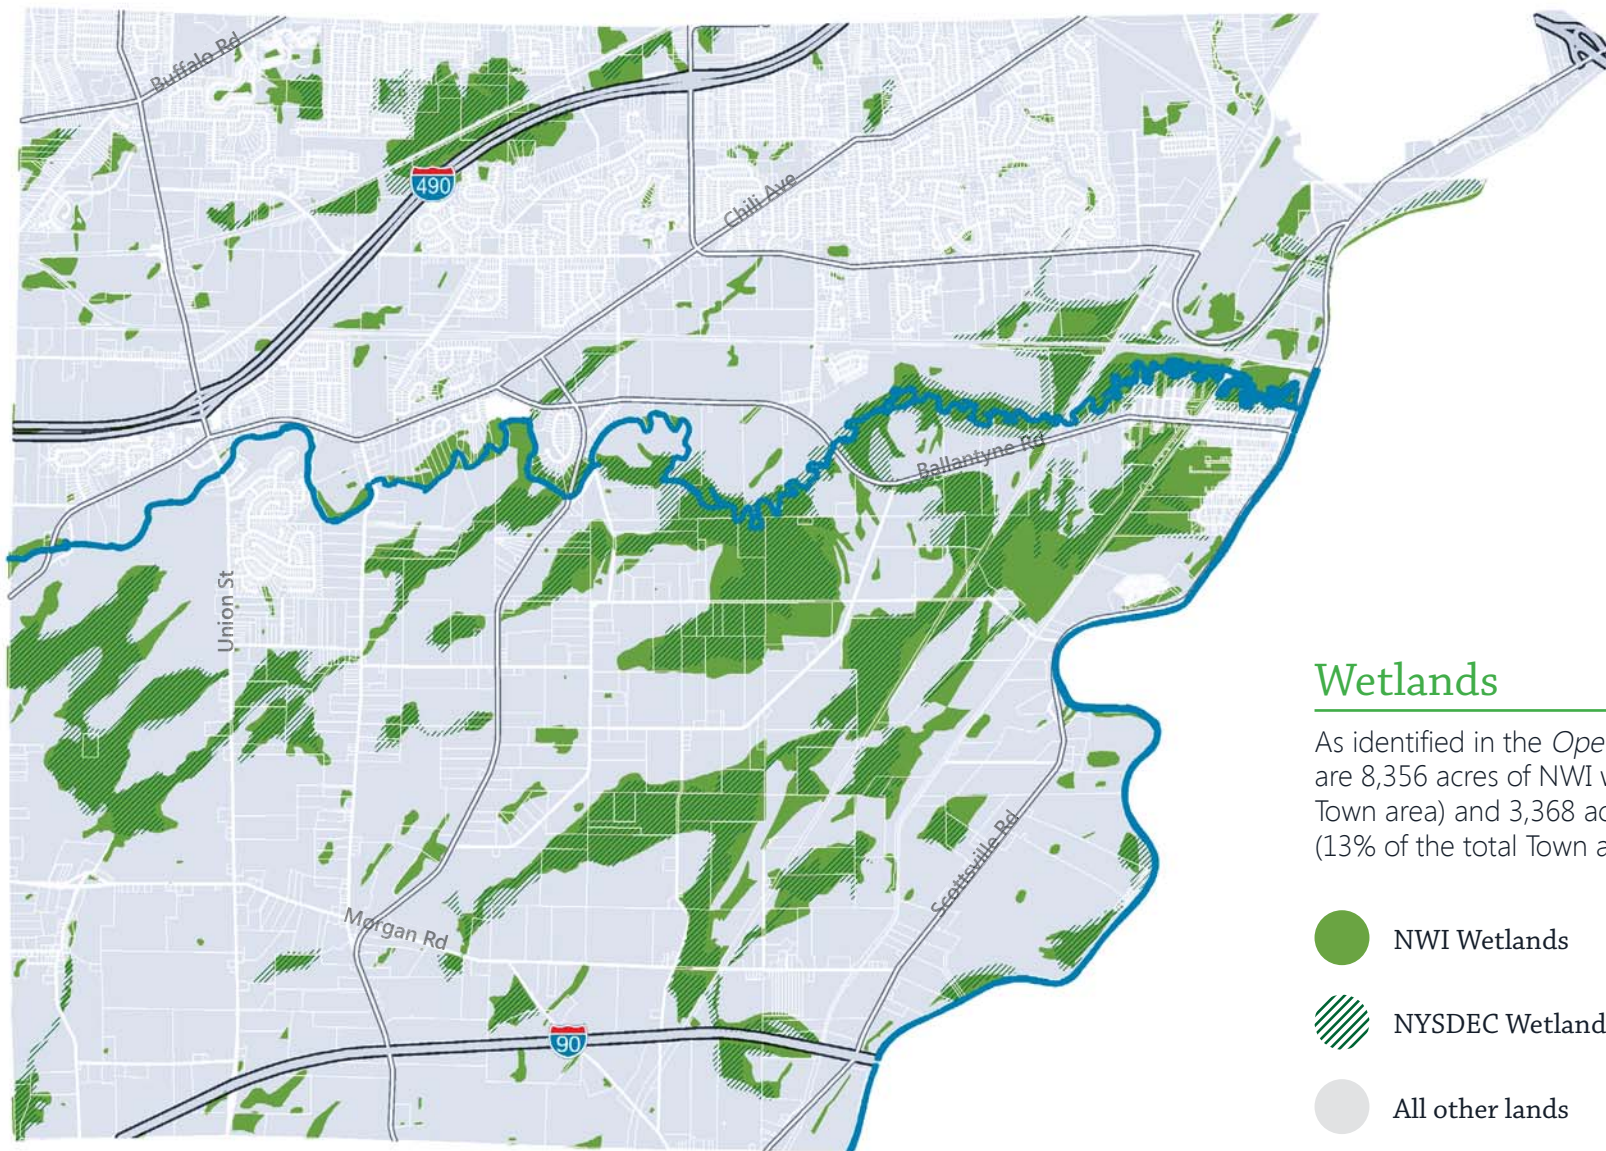 Buffalo Rd
490
Chili Ave
Ballantyne Rd
Union St
Wetlands
As identified in the Ope
are 8,356 acres of NWI w
Town area) and 3,368 ac
(13% of the total Town a
Scottsville Rd
Morgan Rd
NWI Wetlands
NYSDEC Wetland
90
All other lands